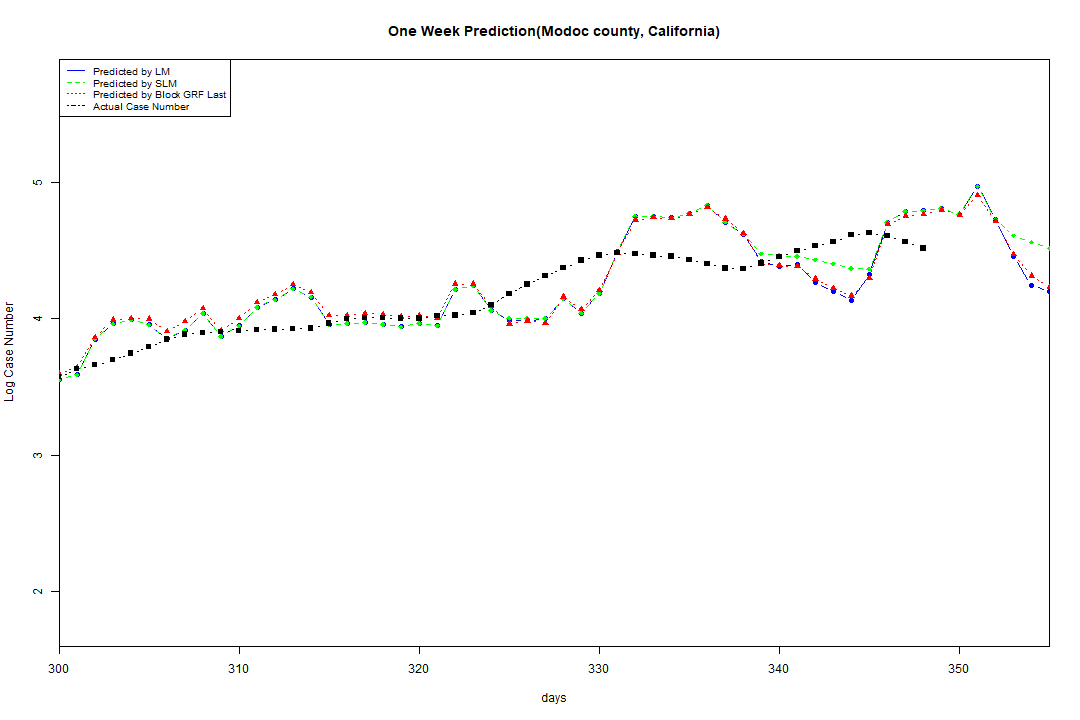 One Week Prediction(Modoc county, California)
Predicted by LM
Predicted by SLM
Predicted by Block GRF Last
Actual Case Number
5
4
3
2
Log Case Number
300 310 320 330 340 350
days